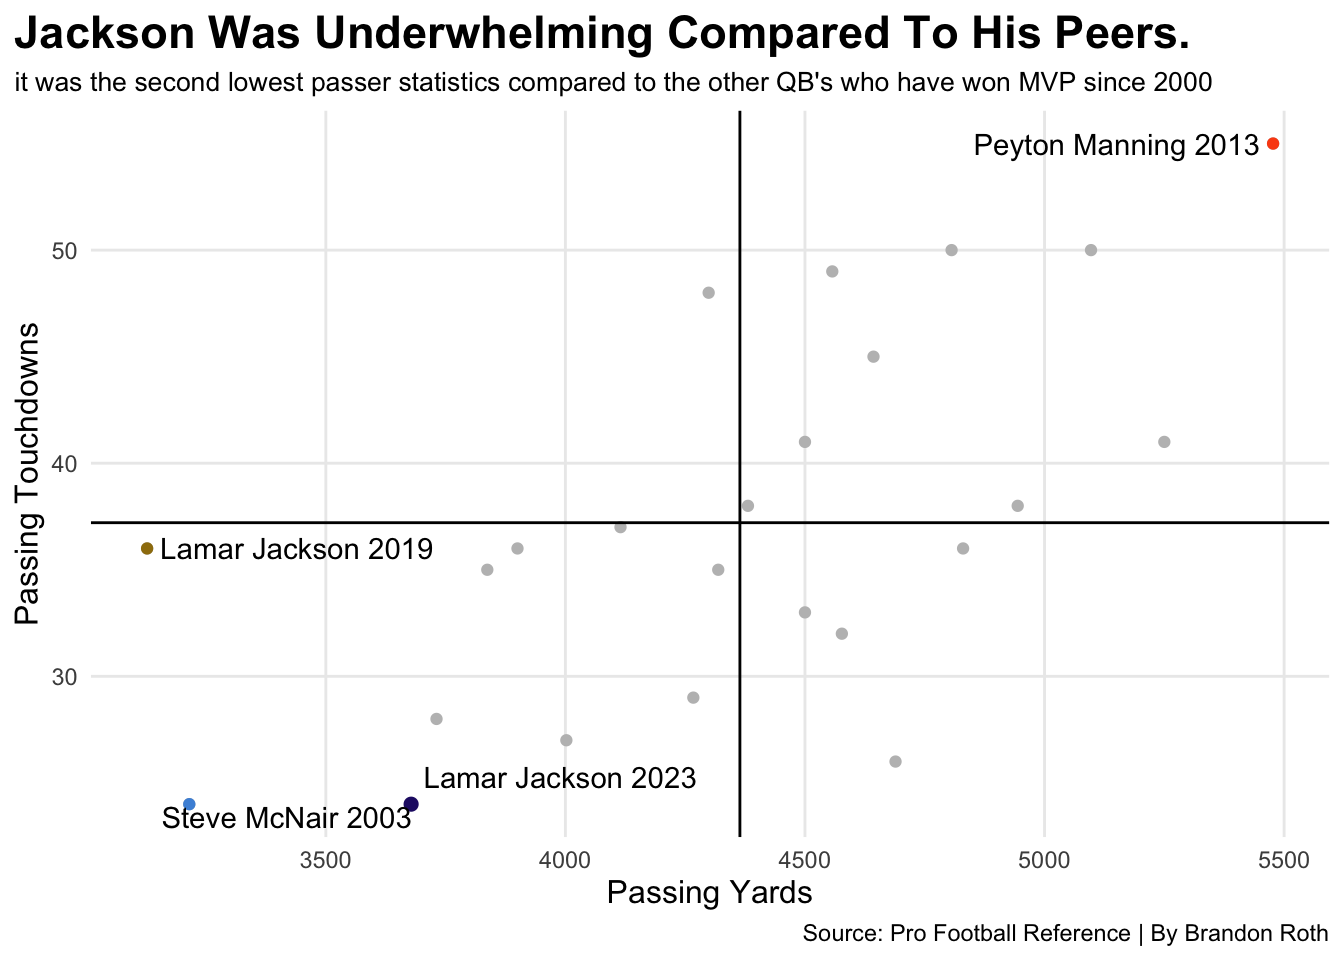 Jackson Was Underwhelming Compared To His Peers.
it was the second lowest passer statistics compared to the other QB's who have won MVP since 2000
Peyton Manning 2013
50
40
30
Passing Touchdowns
Lamar Jackson 2019
Lamar Jackson 2023
Steve McNair 2003
3500 4000 4500 5000 5500
Passing Yards
Source: Pro Football Reference | By Brandon Roth